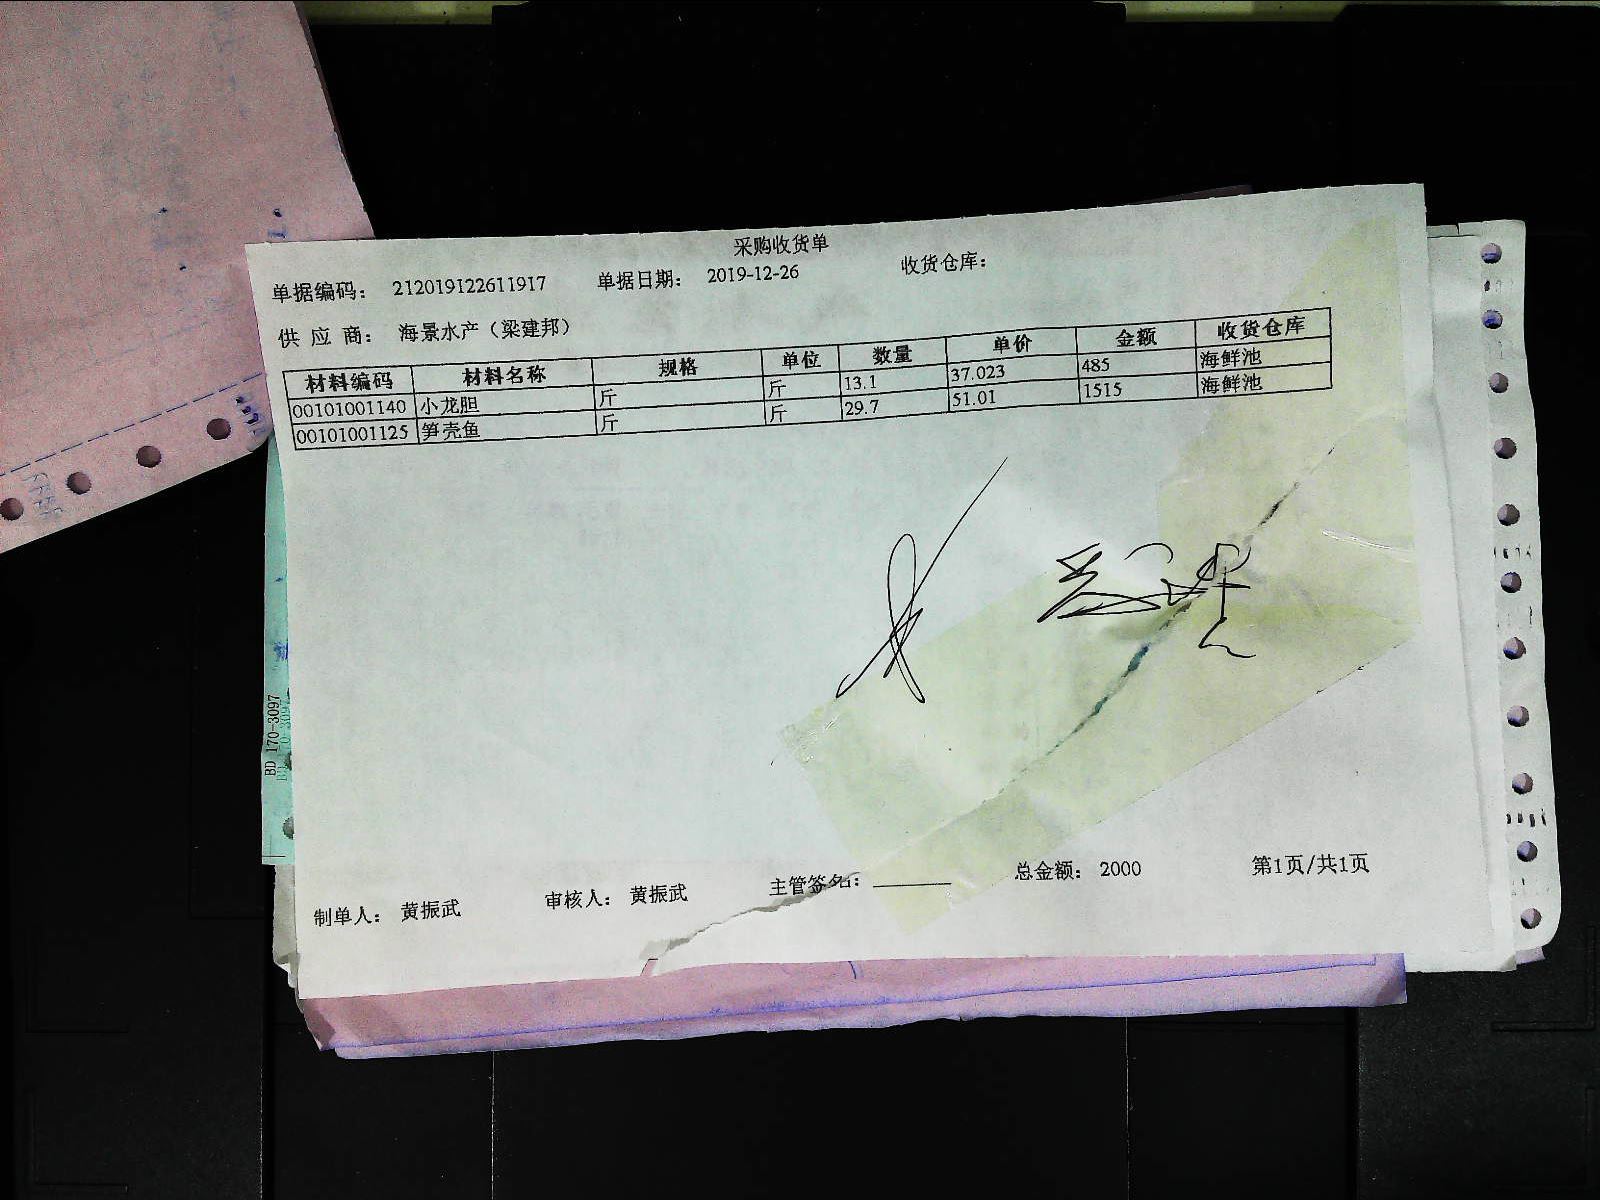 采购收货单
单据编码： 212019122611917 单据日期： 2019-12-26 收货仓库：
供 应 商： 海景水产（梁建邦）
材料编码 材料名称 规格 单位 数量 单价 金额 收货仓库
00101001140 小龙胆 斤 斤 13.1 37.023 485 海鲜池
00101001125 笋壳鱼 斤 斤 29.7 51.01 1515 海鲜池
制单人： 黄振武 审核人： 黄振武 主管签名： 总金额： 2000 第1页/共1页
BD 170-3097